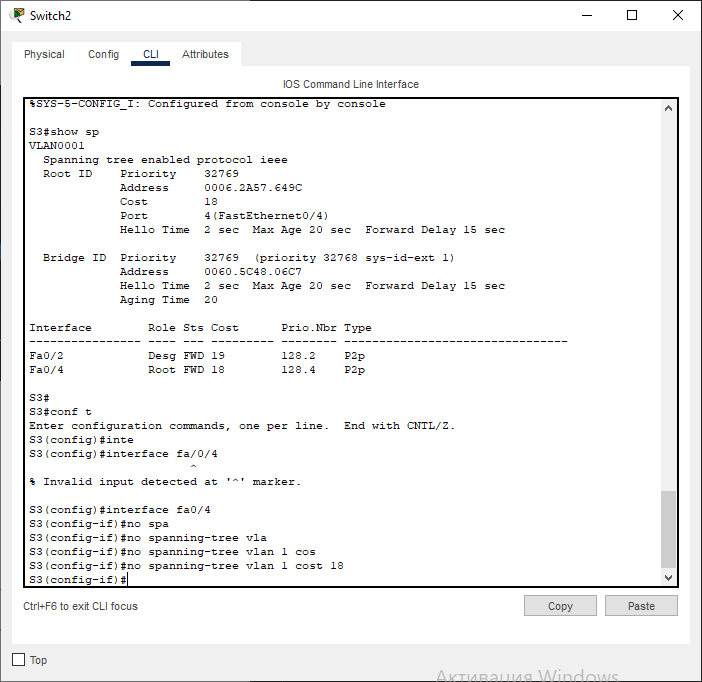 Switch2
Physical Config CLI Attributes
IOS Command Line Interface
%SYS-5-CONFIG_I: Configured from console by console
S3#show sp
VLAN0001
Spanning tree enabled protocol ieee
Root ID Priority 32769
Address 0006.2A57.649C
Cost 18
Port 4(FastEthernet0/4)
Hello Time 2 sec Max Age 20 sec Forward Delay 15 sec
Bridge ID Priority 32769 (priority 32768 sys-id-ext 1)
Address 0060.5C48.06C7
Hello Time 2 sec Max Age 20 sec Forward Delay 15 sec
Aging Time 20
Interface Role Sts Cost Prio.Nbr Type
---------------- ---- --- --------- -------- --------------------------------
Fa0/2 Desg FWD 19 128.2 P2p
Fa0/4 Root FWD 18 128.4 P2p
S3#
S3#conf t
Enter configuration commands, one per line. End with CNTL/Z.
S3(config)#inte
S3(config)#interface fa/0/4
^
% Invalid input detected at '^' marker.
S3(config)#interface fa0/4
S3(config-if)#no spa
S3(config-if)#no spanning-tree vla
S3(config-if)#no spanning-tree vlan 1 cos
S3(config-if)#no spanning-tree vlan 1 cost 18
S3(config-if)#
Ctrl+F6 to exit CLI focus
Copy Paste
Top
Активация Windows